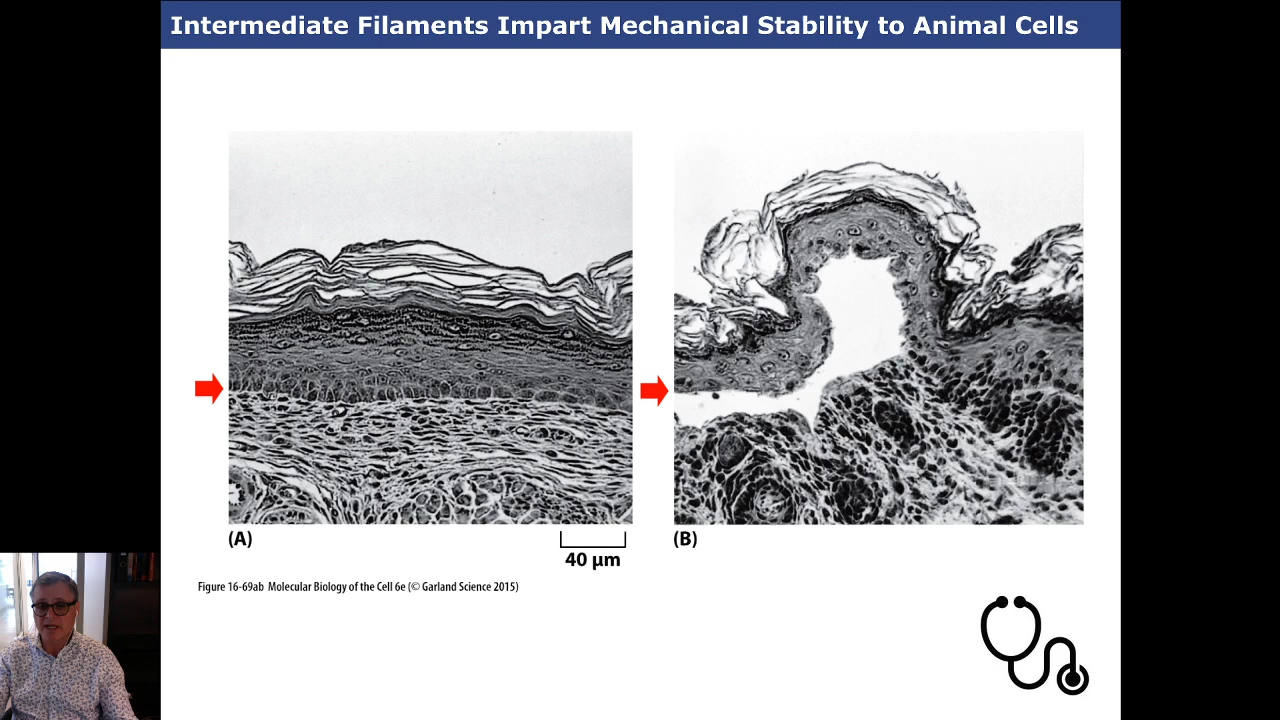 Intermediate Filaments Impart Mechanical Stability to Animal Cells
(A)
40 µm
(B)
Figure 16-69ab Molecular Biology of the Cell 6e (© Garland Science 2015)